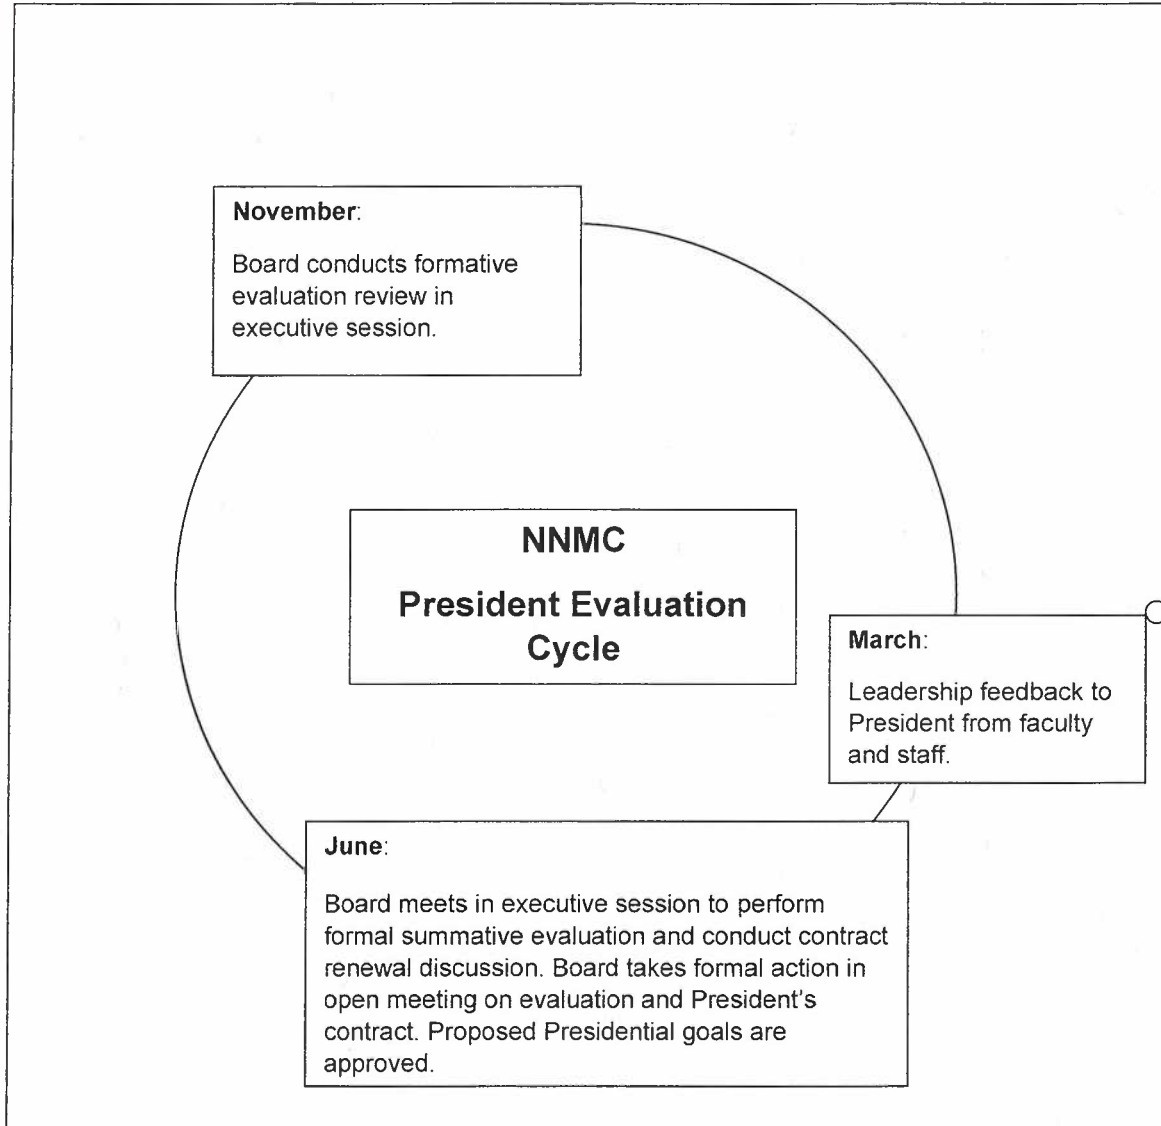 November:
Board conducts formative
evaluation review in
executive session.
NNMC
President Evaluation
Cycle
March:
Leadership feedback to
President from faculty
and staff.
June:
Board meets in executive session to perform
formal summative evaluation and conduct contract
renewal discussion. Board takes formal action in
open meeting on evaluation and President's
contract. Proposed Presidential goals are
approved.